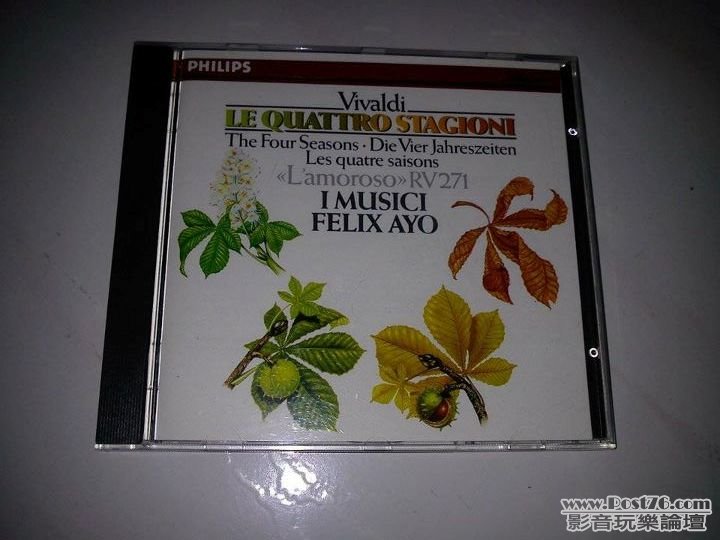 PHILIPS
Vivaldi
LE QUATTRO STAGIONI
The Four Seasons · Die Vier Jahreszeiten
Les quatre saisons
«L'amoroso» RV 271
I MUSICI
FELIX AYO
www.Post76.com
影音玩樂論壇